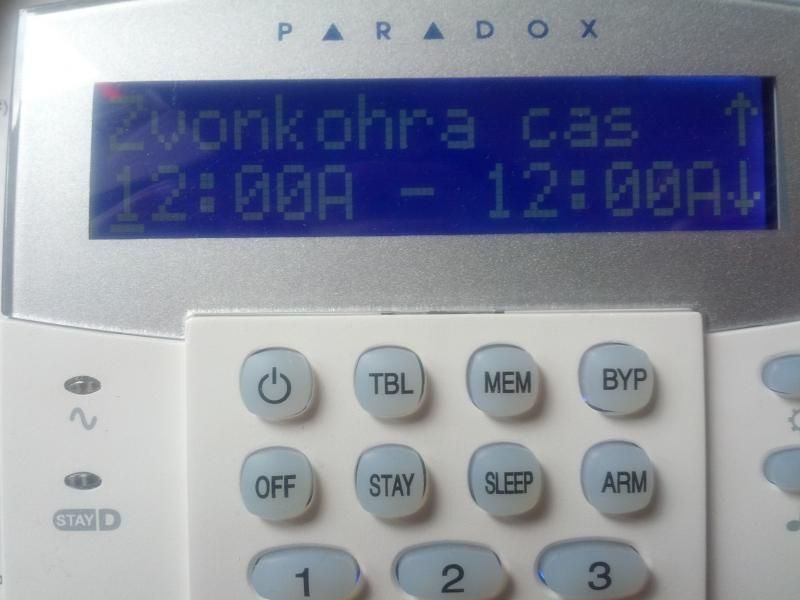 PARADOX
Zvonkohra cas ↑
12:00A - 12:00A↓
TBL MEM BYP
OFF STAY SLEEP ARM
STAY D
1 2 3